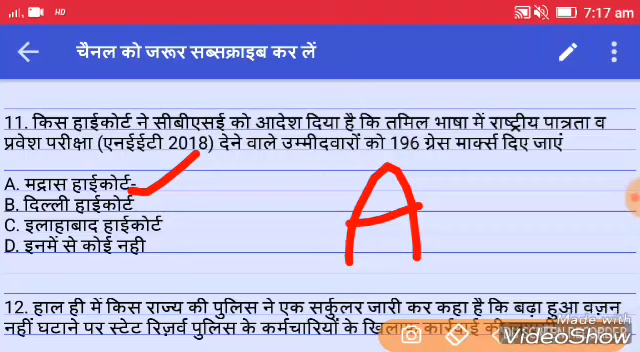 HD 7:17 am
चैनल को जरूर सब्सक्राइब कर लें
11. किस हाईकोर्ट ने सीबीएसई को आदेश दिया है कि तमिल भाषा में राष्ट्रीय पात्रता व
प्रवेश परीक्षा (एनईईटी 2018) देने वाले उम्मीदवारों को 196 ग्रेस मार्क्स दिए जाएं
A. मद्रास हाईकोर्ट-
B. दिल्ली हाईकोर्ट
C. इलाहाबाद हाईकोर्ट
D. इनमें से कोई नही
A
12. हाल ही में किस राज्य की पुलिस ने एक सर्कुलर जारी कर कहा है कि बढ़ा हुआ वज़न
नहीं घटाने पर स्टेट रिज़र्व पुलिस के कर्मचारियों के खिलाफ कार्रवाई की
Made with
VideoShow